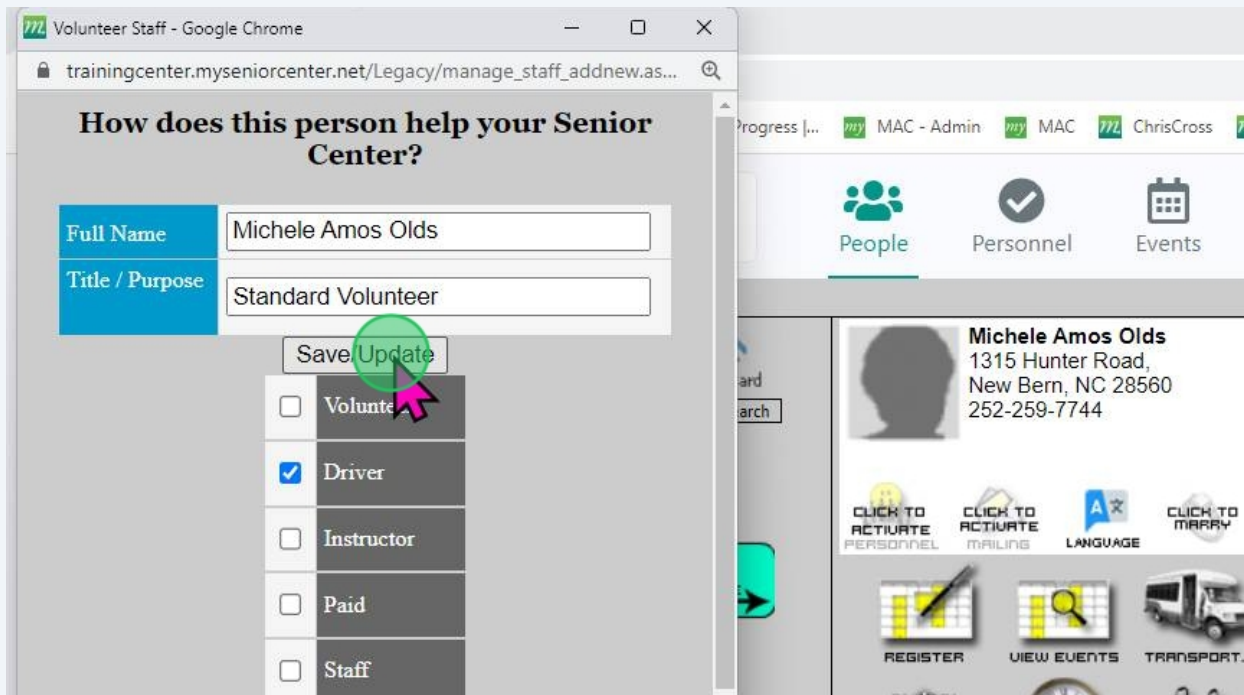 Volunteer Staff - Google Chrome
trainingcenter.myseniorcenter.net/Legacy/manage_staff_addnew.as...
How does this person help your Senior
Center?
Full Name
Michele Amos Olds
Title / Purpose
Standard Volunteer
Save/Update
Driver
Instructor
Paid
Staff
Progress |...
my MAC - Admin
my MAC
m ChrisCross
People
Personnel
Events
Michele Amos Olds
1315 Hunter Road,
New Bern, NC 28560
252-259-7744
CLICK TO
ACTIVATE
PERSONNEL
CLICK TO
ACTIVATE
MAILING
A 文
LANGUAGE
CLICK TO
MARRY
REGISTER
VIEW EVENTS
TRANSPORT.